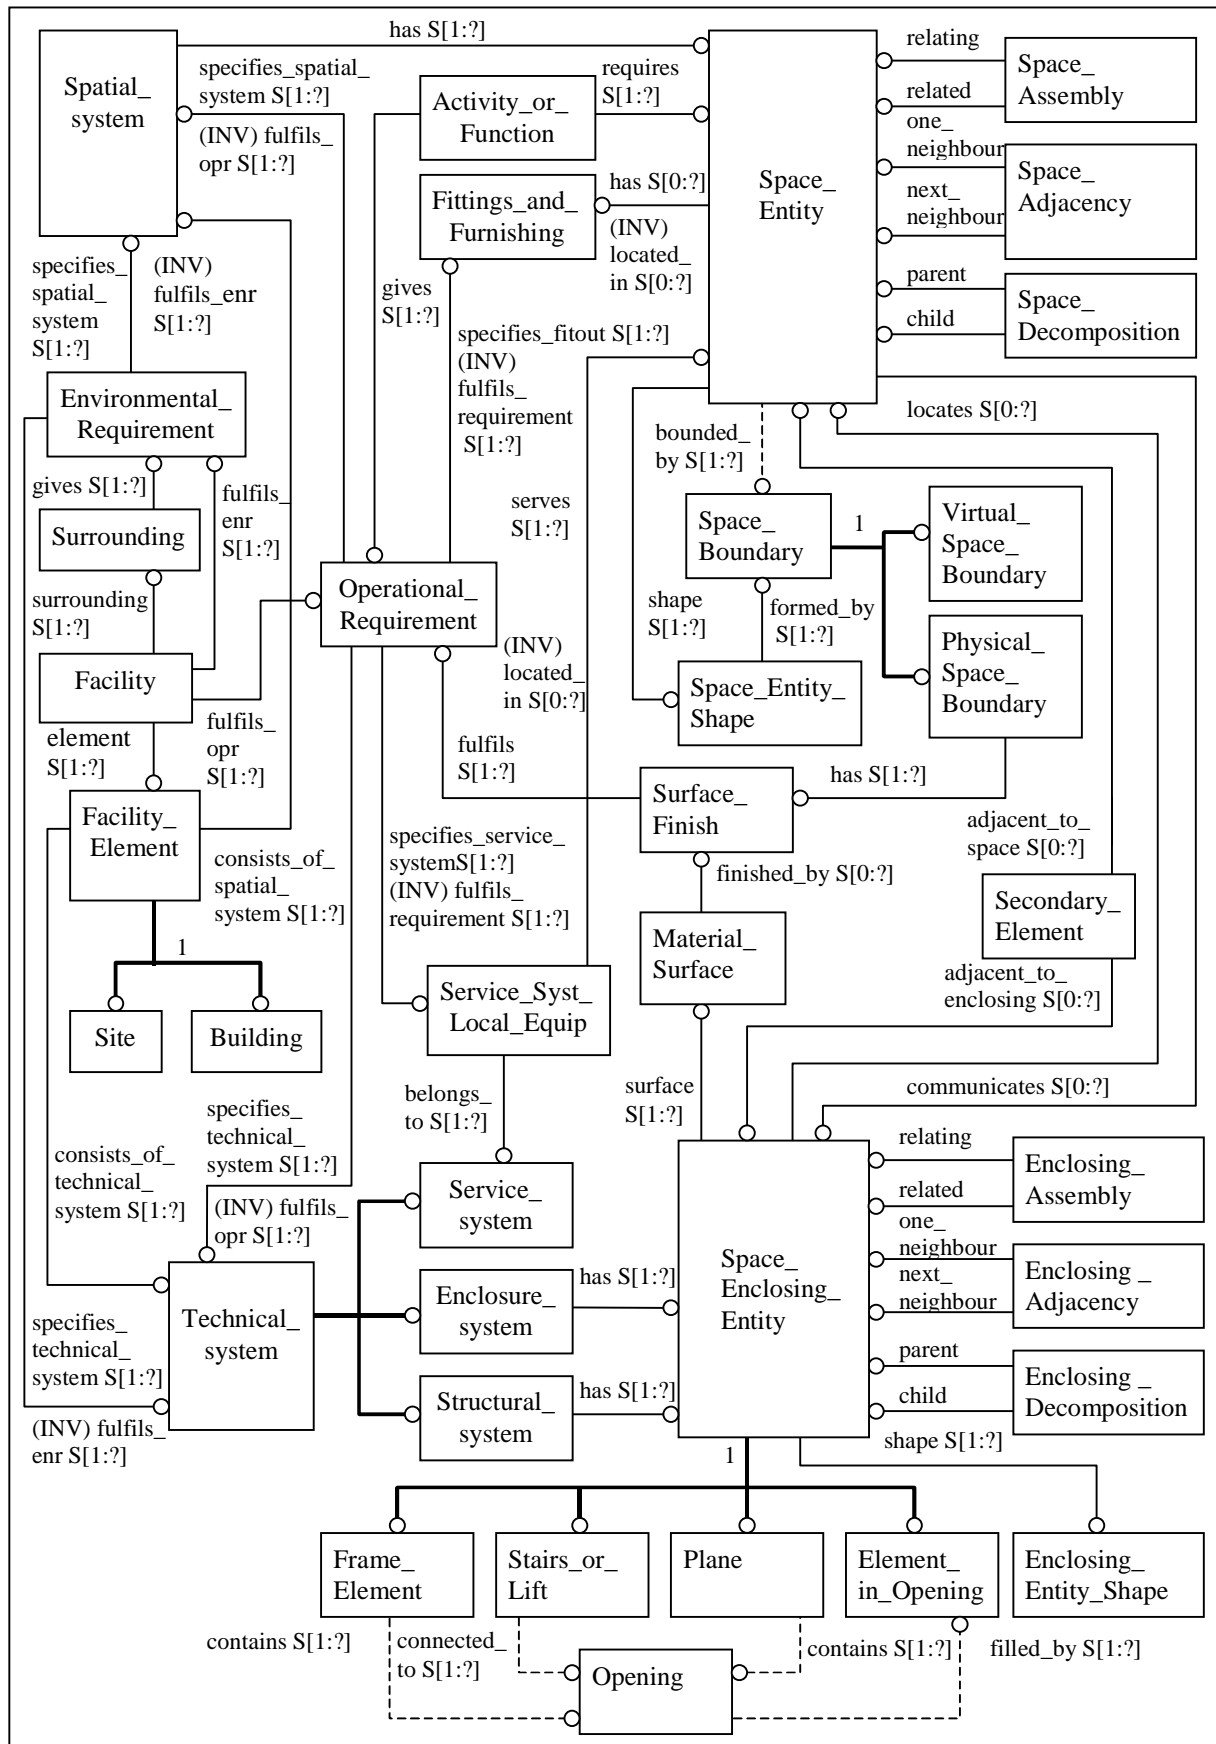 has S[1:?]
Spatial_
system
specifies_spatial_
system S[1:?]
(INV) fulfils_
opr S[1:?]
Activity_or_
Function
requires
S[1:?]
Space_
Entity
relating
related
Space_
Assembly
one_
neighbour
next_
neighbour
Space_
Adjacency
parent
child
Space_
Decomposition
Fittings_and_
Furnishing
has S[0:?]
(INV)
located_
in S[0:?]
specifies_
spatial_
system
S[1:?]
(INV)
fulfils_enr
S[1:?]
gives
S[1:?]
specifies_fitout S[1:?]
(INV)
fulfils_
requirement
S[1:?]
Environmental_
Requirement
locates S[0:?]
bounded_
by S[1:?]
gives S[1:?]
fulfils_
enr
S[1:?]
Surrounding
serves
S[1:?]
Space_
Boundary
1
Virtual_
Space_
Boundary
surrounding
S[1:?]
Operational_
Requirement
shape
S[1:?]
formed_by
S[1:?]
Physical_
Space_
Boundary
Facility
(INV)
located_
in S[0:?]
Space_Entity_
Shape
element
S[1:?]
fulfils_
opr
S[1:?]
fulfils
S[1:?]
has S[1:?]
Facility_
Element
Surface_
Finish
consists_of_
spatial_
system S[1:?]
specifies_service_
systemS[1:?]
(INV) fulfils_
requirement S[1:?]
finished_by S[0:?]
adjacent_to_
space S[0:?]
Secondary_
Element
adjacent_to_
enclosing S[0:?]
1
Material_
Surface
Site
Building
Service_Syst_
Local_Equip
communicates S[0:?]
surface
S[1:?]
belongs_
to S[1:?]
specifies_
technical_
system S[1:?]
consists_of_
technical_
system S[1:?]
(INV) fulfils_
opr S[1:?]
Service_
system
Space_
Enclosing_
Entity
relating
related
Enclosing_
Assembly
one_
neighbour
next_
neighbour
Enclosing _
Adjacency
parent
child
Enclosing _
Decomposition
Technical_
system
Enclosure_
system
has S[1:?]
Structural_
system
has S[1:?]
specifies_
technical_
system S[1:?]
(INV) fulfils_
enr S[1:?]
shape S[1:?]
1
Frame_
Element
Stairs_or_
Lift
Plane
Element_
in_Opening
Enclosing_
Entity_Shape
contains S[1:?]
connected_
to S[1:?]
contains S[1:?]
filled_by S[1:?]
Opening